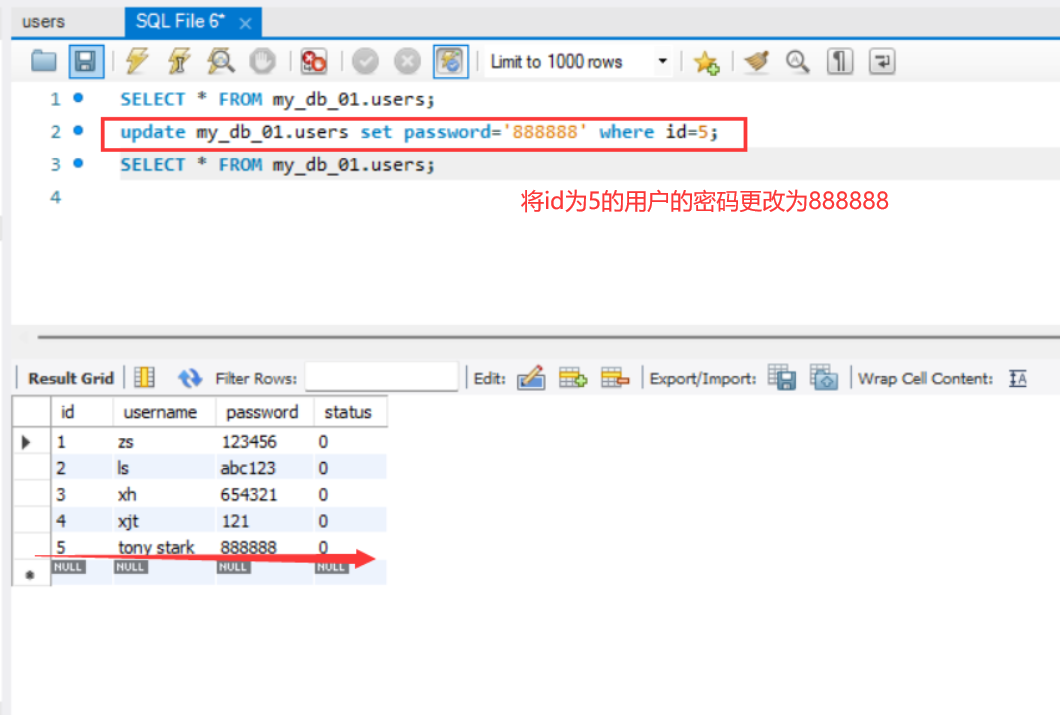 users
SQL File 6*
Limit to 1000 rows
1 SELECT * FROM my_db_01.users;
2 update my_db_01.users set password='888888' where id=5;
3 SELECT * FROM my_db_01.users;
4
将id为5的用户的密码更改为888888
Result Grid Filter Rows: Edit: Export/Import: Wrap Cell Content: IA
id username password status
1 zs 123456 0
2 ls abc123 0
3 xh 654321 0
4 xjt 121 0
5 tony stark 888888 0
NULL NULL NULL NULL